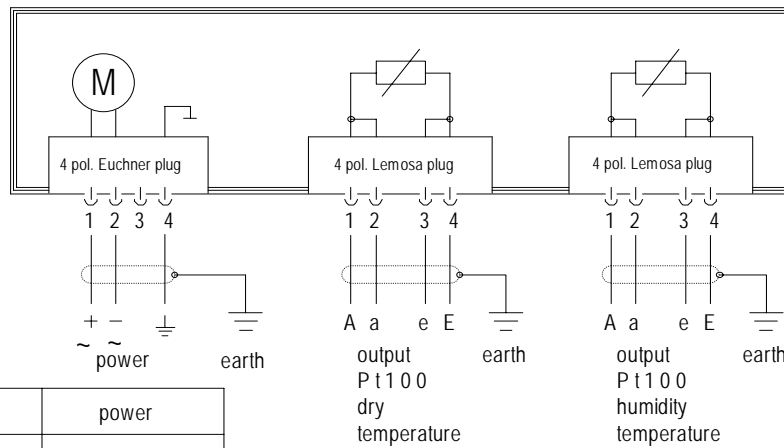 M
4 pol. Euchner plug
4 pol. Lemosa plug
4 pol. Lemosa plug
1 2 3 4
1 2 3 4
1 2 3 4
+ −
~ ~
power
earth
A a e E
output
Pt100
dry
temperature
earth
A a e E
output
Pt100
humidity
temperature
earth
power